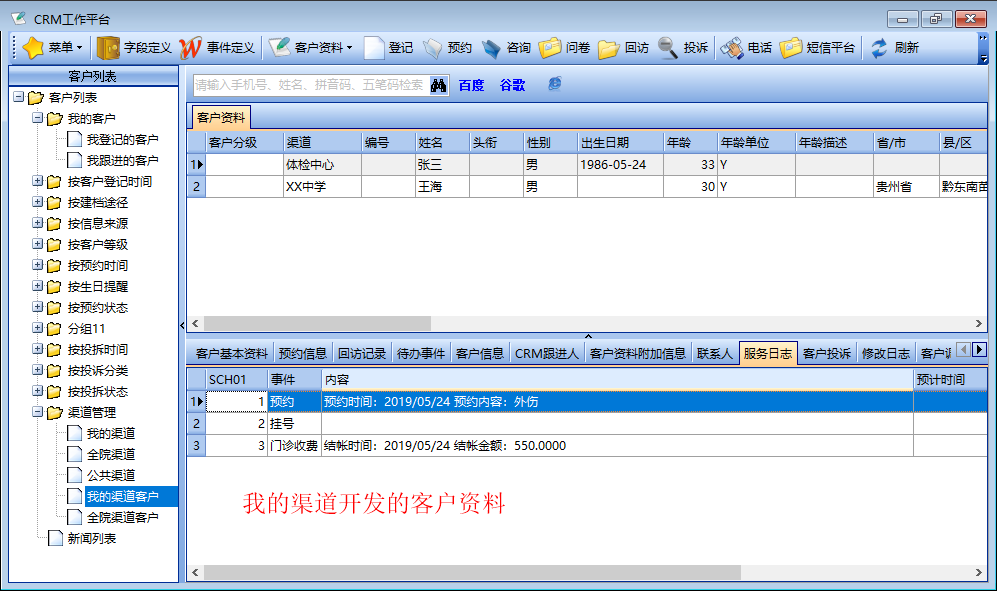 CRM工作平台
菜单 字段定义 事件定义 客户资料 登记 预约 咨询 问卷 回访 投诉 电话 短信平台 刷新
客户列表
请输入手机号、姓名、拼音码、五笔码检索 百度 谷歌
客户列表
我的客户
我登记的客户
我跟进的客户
按客户登记时间
按建档途径
按信息来源
按客户等级
按预约时间
按生日提醒
按预约状态
分组11
按投拆时间
按投诉分类
按投拆状态
渠道管理
我的渠道
全院渠道
公共渠道
我的渠道客户
全院渠道客户
新闻列表
客户资料
客户分级 渠道 编号 姓名 头衔 性别 出生日期 年龄 年龄单位 年龄描述 省/市 县/区
1 体检中心 张三 男 1986-05-24 33 Y
2 XX中学 王海 男 30 Y 贵州省 黔东南苗
客户基本资料 预约信息 回访记录 待办事件 客户信息 CRM跟进人 客户资料附加信息 联系人 服务日志 客户投诉 修改日志 客户
SCH01 事件 内容 预计时间
1 1 预约 预约时间：2019/05/24 预约内容：外伤
2 2 挂号
3 3 门诊收费 结帐时间：2019/05/24 结帐金额：550.0000
我的渠道开发的客户资料